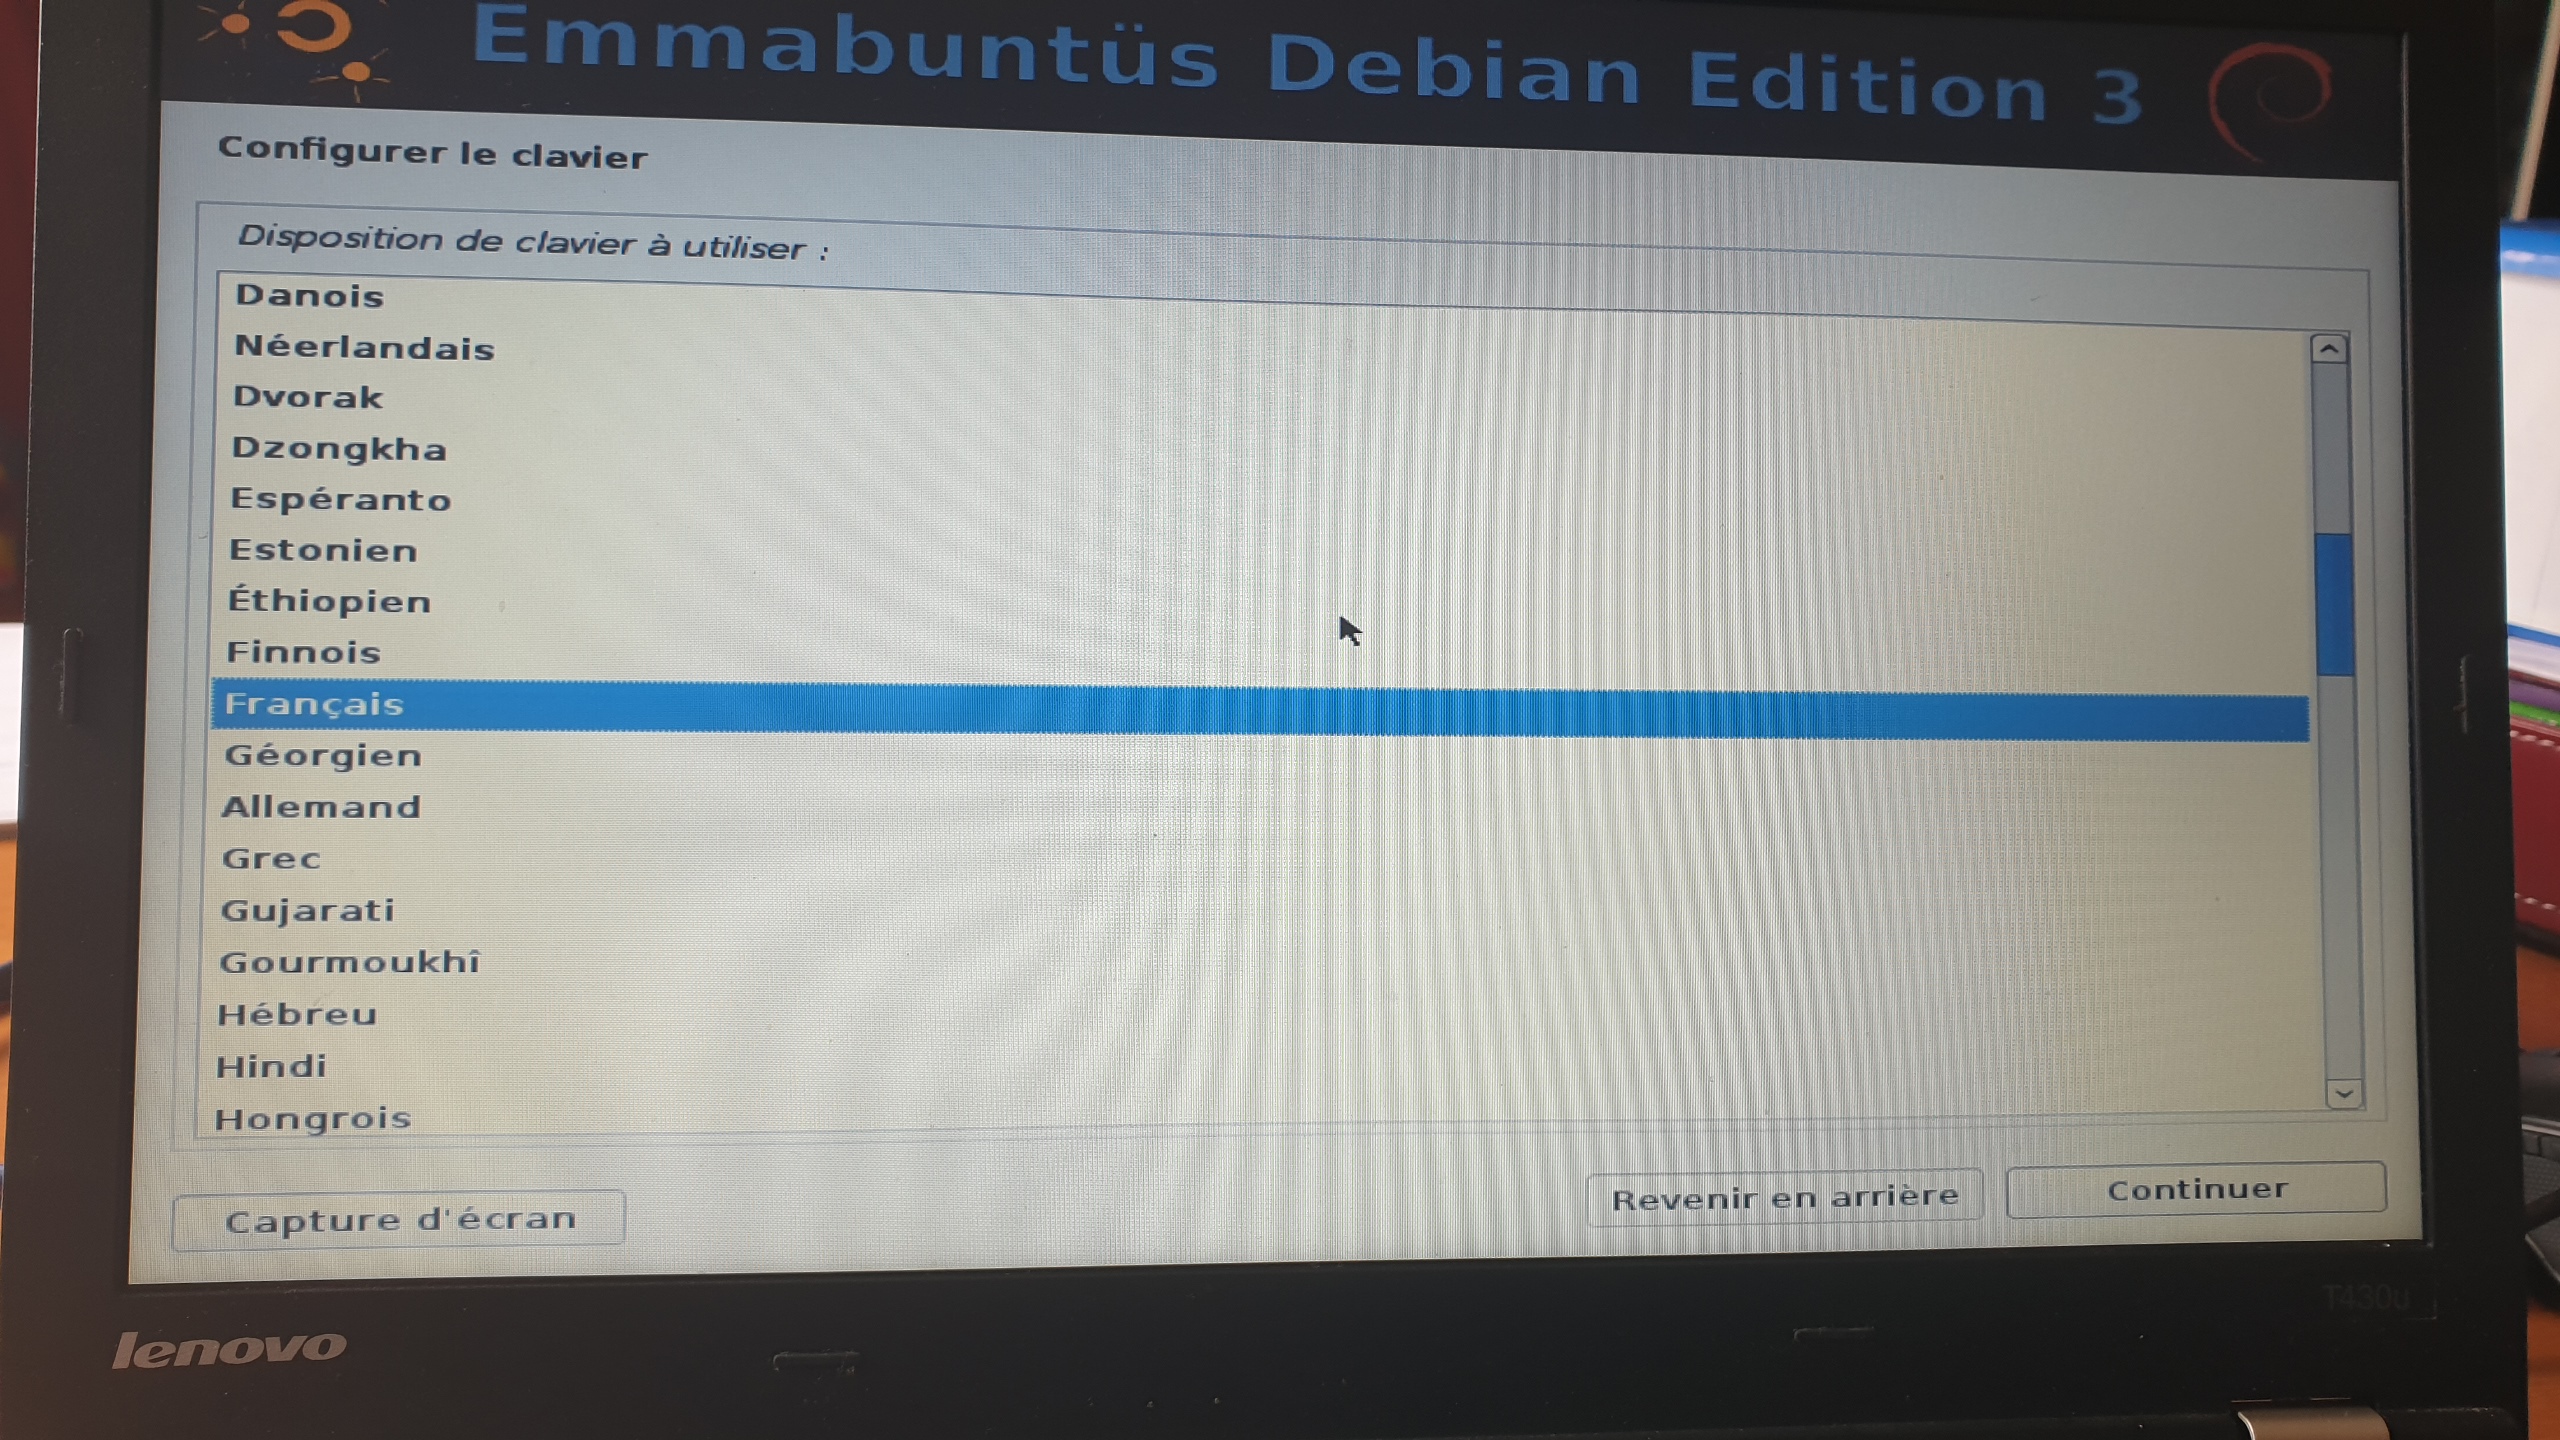 Emmabuntüs Debian Edition 3
Configurer le clavier
Disposition de clavier à utiliser :
Danois
Néerlandais
Dvorak
Dzongkha
Espéranto
Estonien
Éthiopien
Finnois
Français
Géorgien
Allemand
Grec
Gujarati
Gourmoukhî
Hébreu
Hindi
Hongrois
Capture d'écran
Revenir en arrière
Continuer
T430u
lenovo